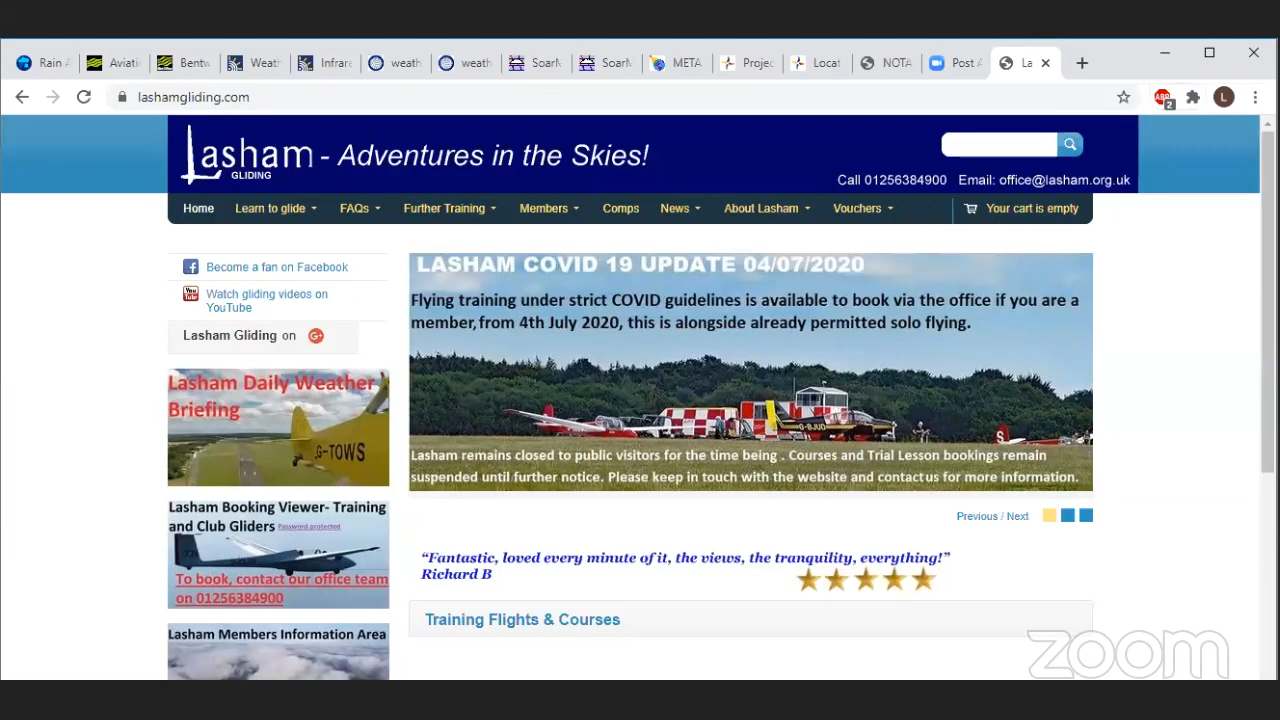 Rain A
Aviati
Bentw
Weath
Infrare
weath
weath
SoarM
SoarM
META
Projec
Locat
NOTA
Post A
La
lashamgliding.com
ABP
2
L
Lasham - Adventures in the Skies!
GLIDING
Call 01256384900 Email: office@lasham.org.uk
Home Learn to glide FAQs Further Training Members Comps News About Lasham Vouchers Your cart is empty
Become a fan on Facebook
Watch gliding videos on
YouTube
Lasham Gliding on
Lasham Daily Weather
Briefing
G-TOWS
Lasham Booking Viewer- Training
and Club Gliders Password protected
To book, contact our office team
on 01256384900
Lasham Members Information Area
LASHAM COVID 19 UPDATE 04/07/2020
Flying training under strict COVID guidelines is available to book via the office if you are a
member,from 4th July 2020, this is alongside already permitted solo flying.
G-BJUO
S
Lasham remains closed to public visitors for the time being . Courses and Trial Lesson bookings remain
suspended until further notice. Please keep in touch with the website and contact us for more information.
Previous / Next
“Fantastic, loved every minute of it, the views, the tranquility, everything!”
Richard B
Training Flights & Courses
zoom